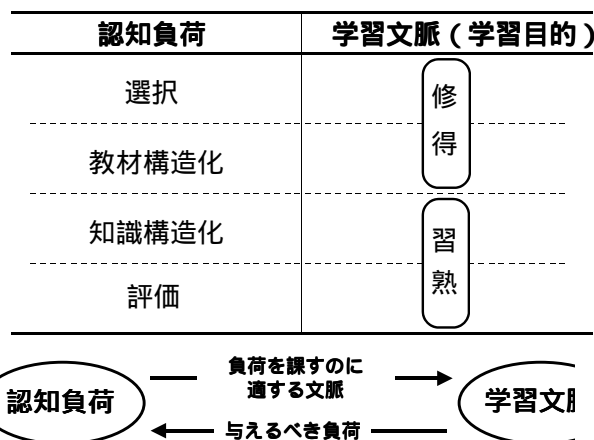 認知負荷 学習文脈(学習目的)
選択
修得
教材構造化
知識構造化
習熟
評価
負荷を課すのに
適する文脈
認知負荷
学習文
与えるべき負荷